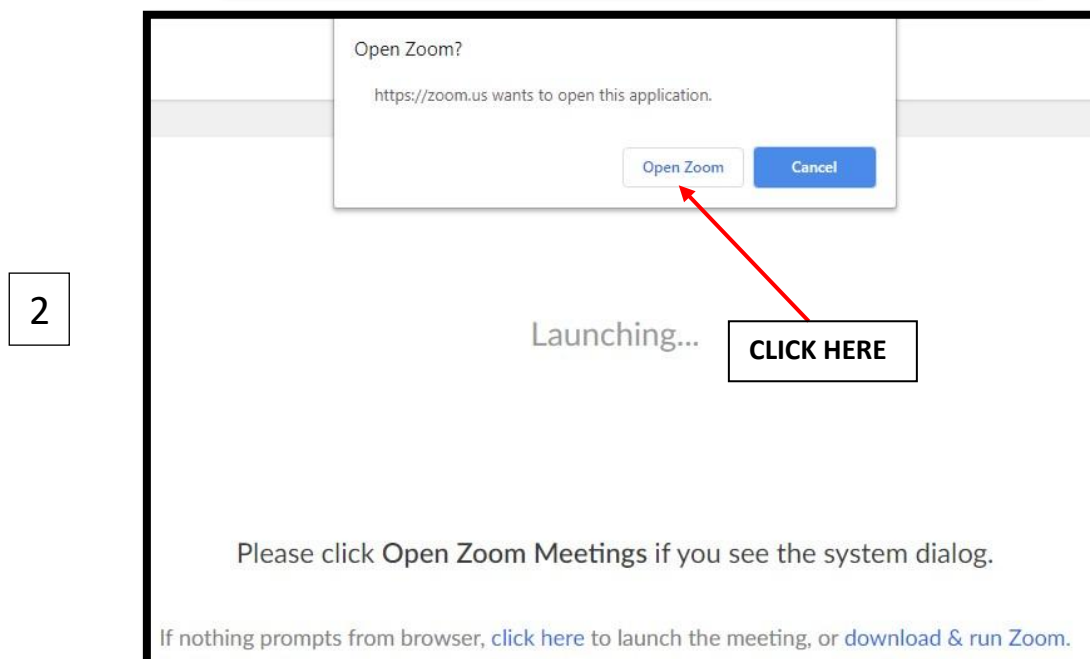 Open Zoom?
https://zoom.us wants to open this application.
Open Zoom
Cancel
2
Launching...
CLICK HERE
Please click Open Zoom Meetings if you see the system dialog.
If nothing prompts from browser, click here to launch the meeting, or download & run Zoom.